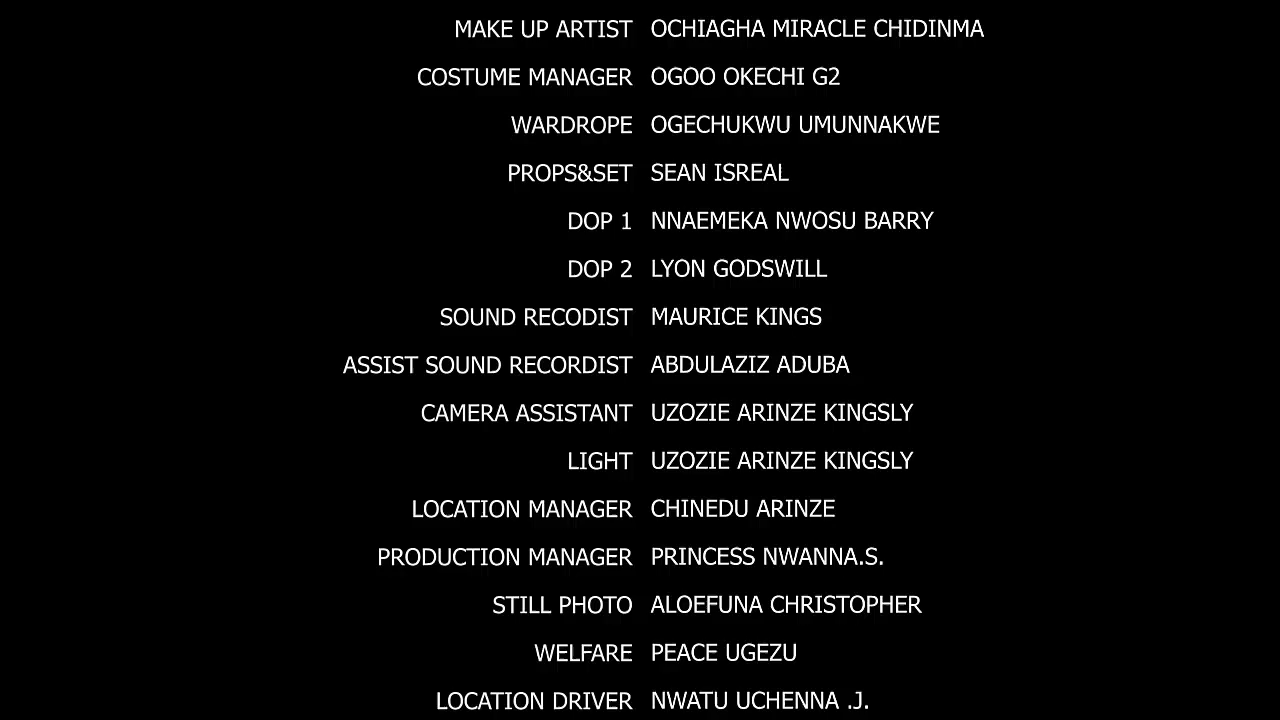 MAKE UP ARTIST OCHIAGHA MIRACLE CHIDINMA
COSTUME MANAGER OGOO OKECHI G2
WARDROPE OGECHUKWU UMUNNAKWE
PROPS&SET SEAN ISREAL
DOP 1 NNAEMEKA NWOSU BARRY
DOP 2 LYON GODSWILL
SOUND RECODIST MAURICE KINGS
ASSIST SOUND RECORDIST ABDULAZIZ ADUBA
CAMERA ASSISTANT UZOZIE ARINZE KINGSLY
LIGHT UZOZIE ARINZE KINGSLY
LOCATION MANAGER CHINEDU ARINZE
PRODUCTION MANAGER PRINCESS NWANNA.S.
STILL PHOTO ALOEFUNA CHRISTOPHER
WELFARE PEACE UGEZU
LOCATION DRIVER NWATU UCHENNA .J.